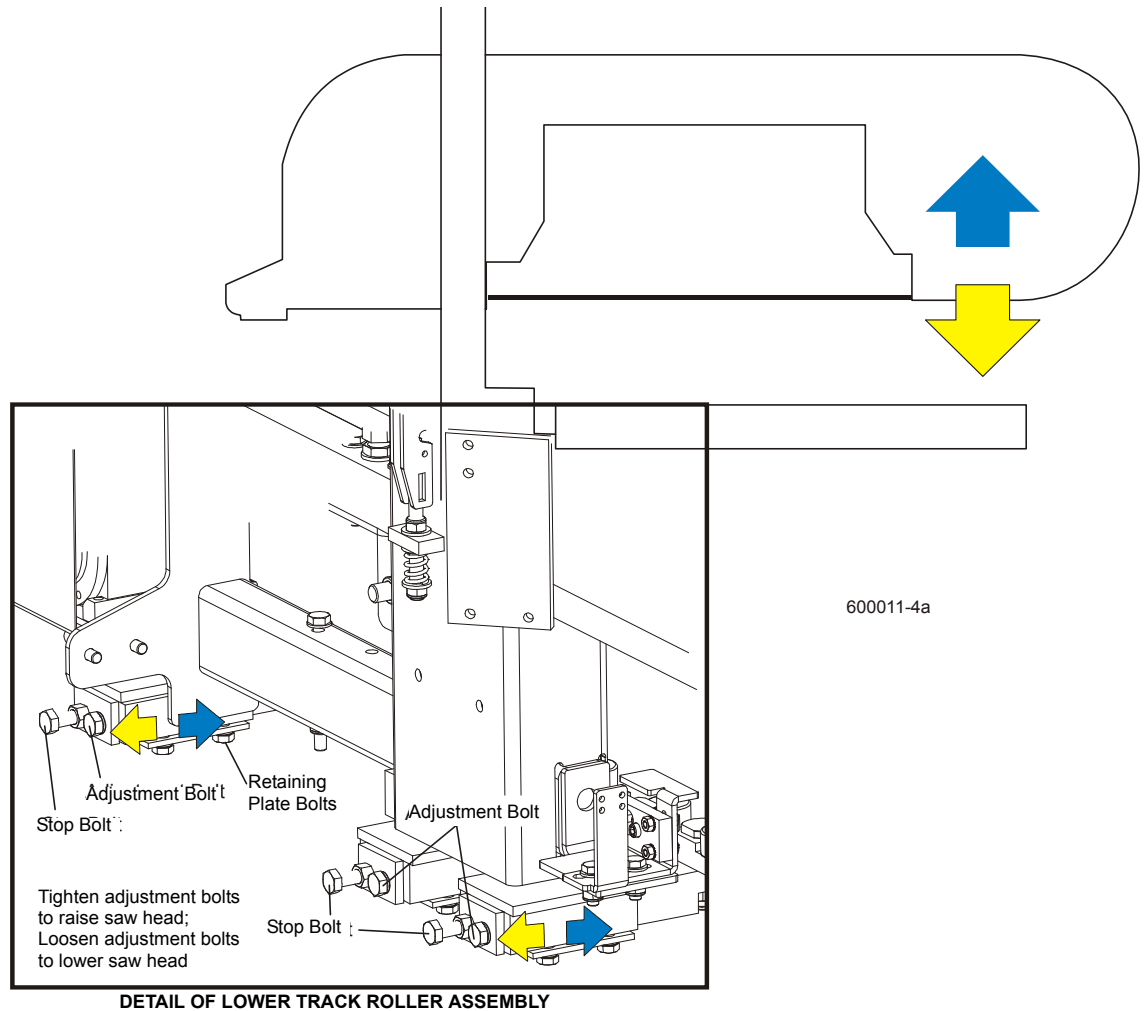 600011-4a
Adjustment Bolt
Retaining
Plate Bolts
Stop Bolt
Adjustment Bolt
Stop Bolt
Tighten adjustment bolts
to raise saw head;
Loosen adjustment bolts
to lower saw head
DETAIL OF LOWER TRACK ROLLER ASSEMBLY